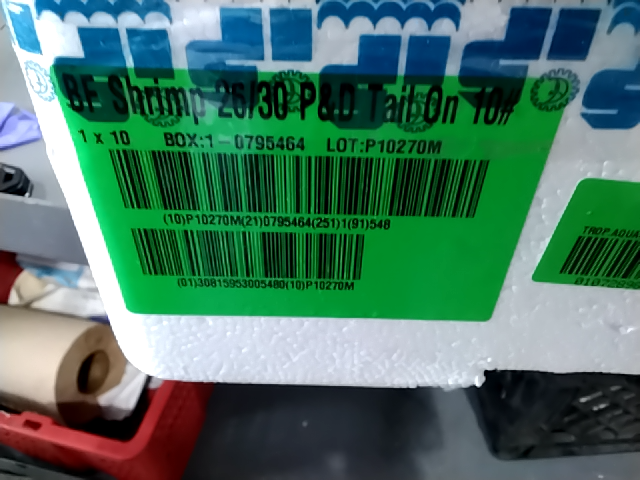 BF Shrimp 26/30 P&D Tail On 10#
1 x 10 BOX:1-0795464 LOT:P10270M
(10)P10270M(21)0795464(251)1(91)548
(01)30815953005480(10)P10270M
TROP.AQUA